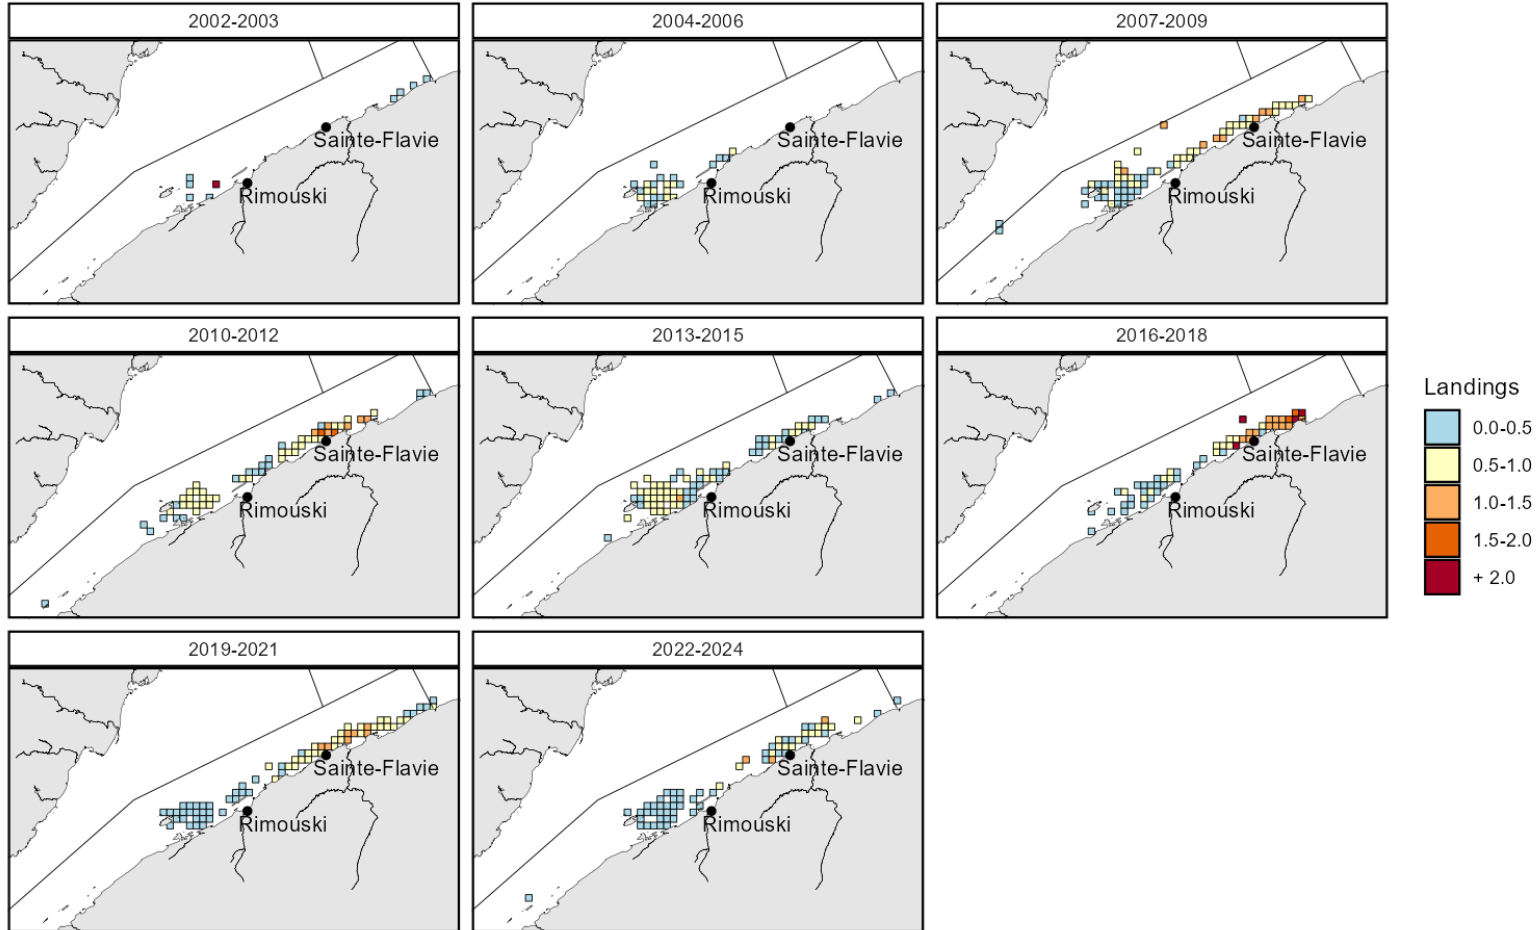 2002-2003
2004-2006
2007-2009
Sainte-Flavie
Rimouski
Sainte-Flavie
Rimouski
Sainte-Flavie
Rimouski
2010-2012
2013-2015
2016-2018
Sainte-Flavie
Rimouski
Sainte-Flavie
Rimouski
Sainte-Flavie
Rimouski
Landings
0.0-0.5
0.5-1.0
1.0-1.5
1.5-2.0
+ 2.0
2019-2021
2022-2024
Sainte-Flavie
Rimouski
Sainte-Flavie
Rimouski